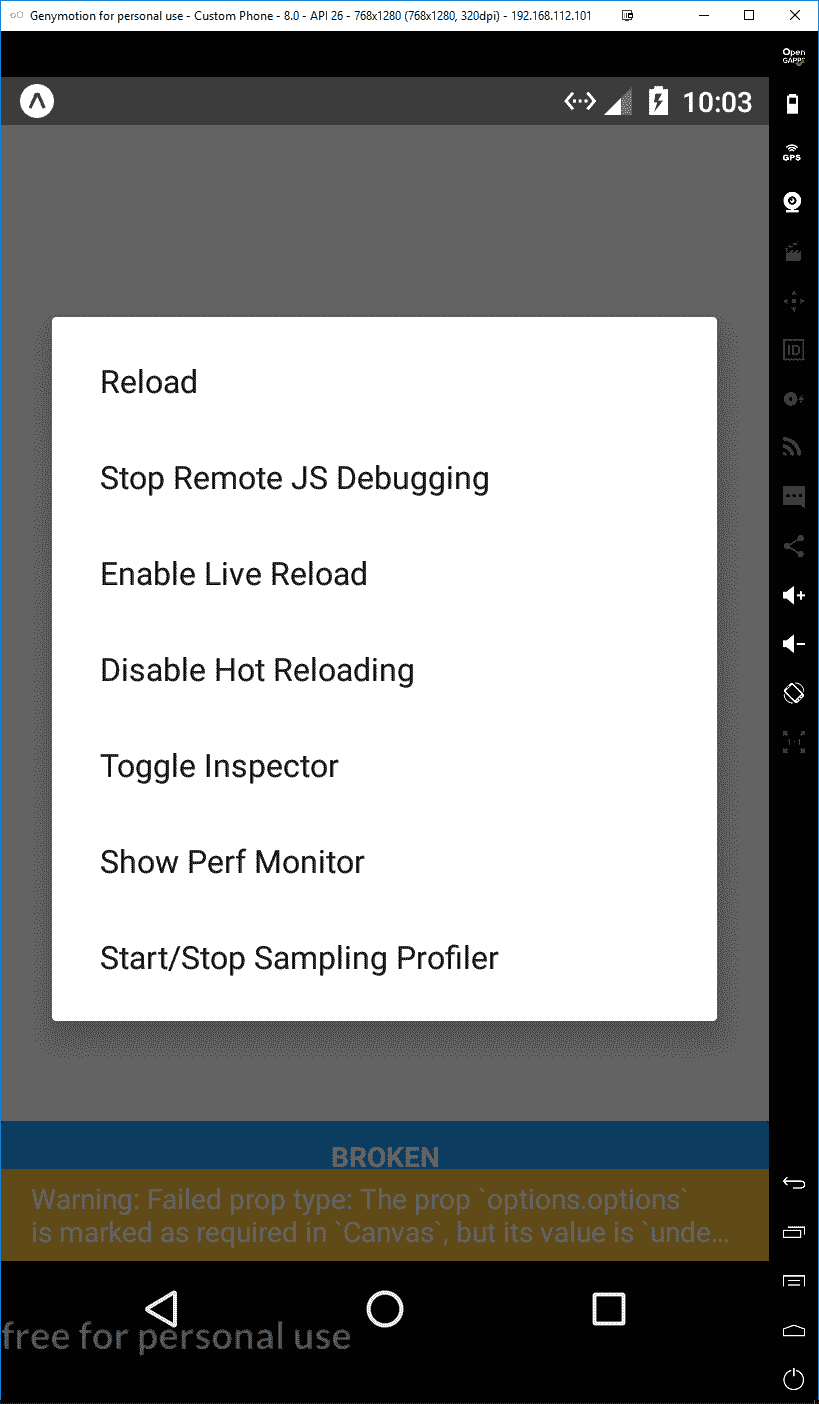 Genymotion for personal use - Custom Phone - 8.0 - API 26 - 768x1280 (768x1280, 320dpi) - 192.168.112.101
Open
GAPPS
10:03
GPS
Reload
ID
Stop Remote JS Debugging
Enable Live Reload
Disable Hot Reloading
1:1
Toggle Inspector
Show Perf Monitor
Start/Stop Sampling Profiler
BROKEN
Warning: Failed prop type: The prop `options.options`
is marked as required in `Canvas`, but its value is `unde...
free for personal use